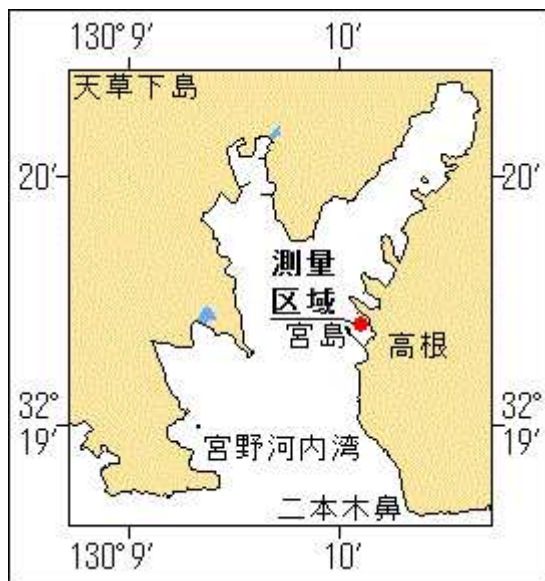 130°9′ 10′
天草下島
20′ 20′
測量
区域
宮島 高根
32° 32°
19′ 19′
宮野河内湾
二本木鼻
130°9′ 10′